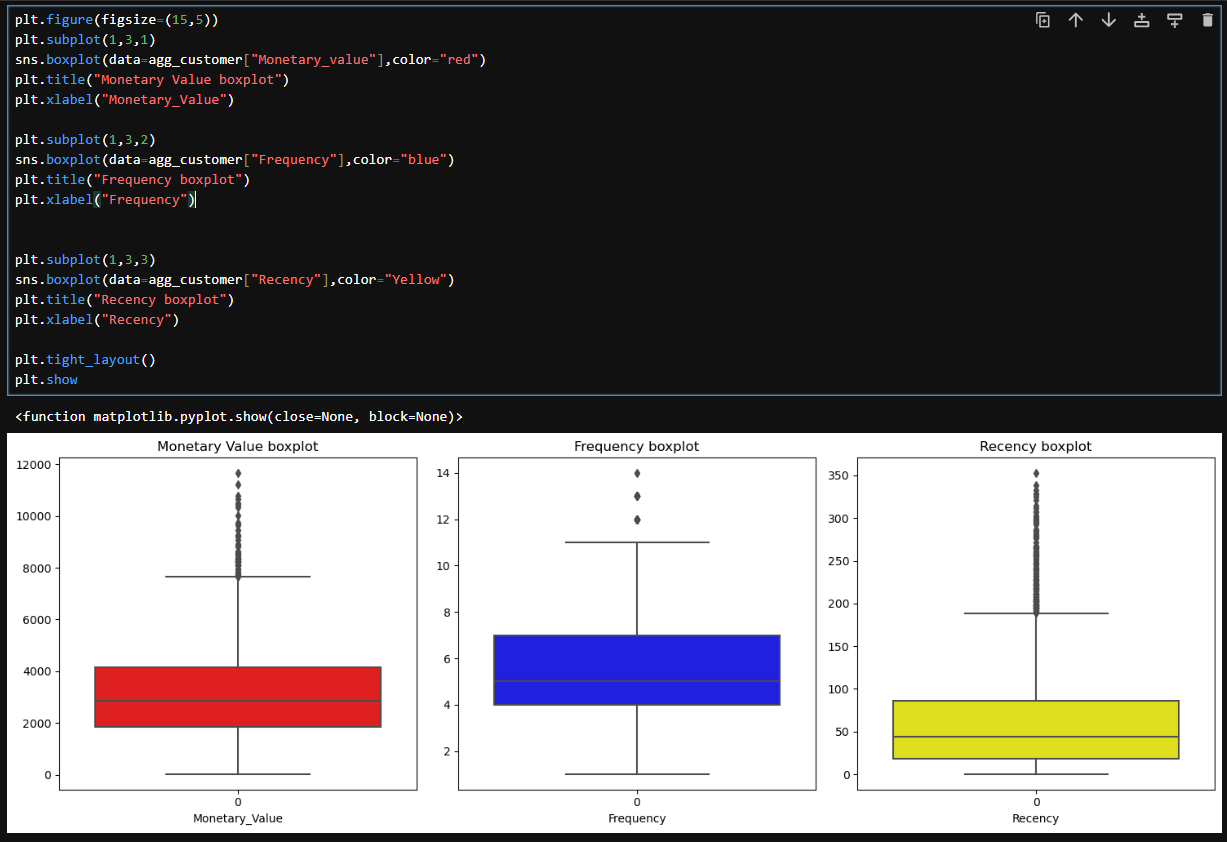 plt.figure(figsize=(15,5))
plt.subplot(1,3,1)
sns.boxplot(data=agg_customer["Monetary_value"],color="red")
plt.title("Monetary Value boxplot")
plt.xlabel("Monetary_Value")
plt.subplot(1,3,2)
sns.boxplot(data=agg_customer["Frequency"],color="blue")
plt.title("Frequency boxplot")
plt.xlabel("Frequency")
plt.subplot(1,3,3)
sns.boxplot(data=agg_customer["Recency"],color="Yellow")
plt.title("Recency boxplot")
plt.xlabel("Recency")
plt.tight_layout()
plt.show
<function matplotlib.pyplot.show(close=None, block=None)>
Monetary Value boxplot
12000
10000
8000
6000
4000
2000
0
0
Monetary_Value
Frequency boxplot
14
12
10
8
6
4
2
0
Frequency
Recency boxplot
350
300
250
200
150
100
50
0
0
Recency